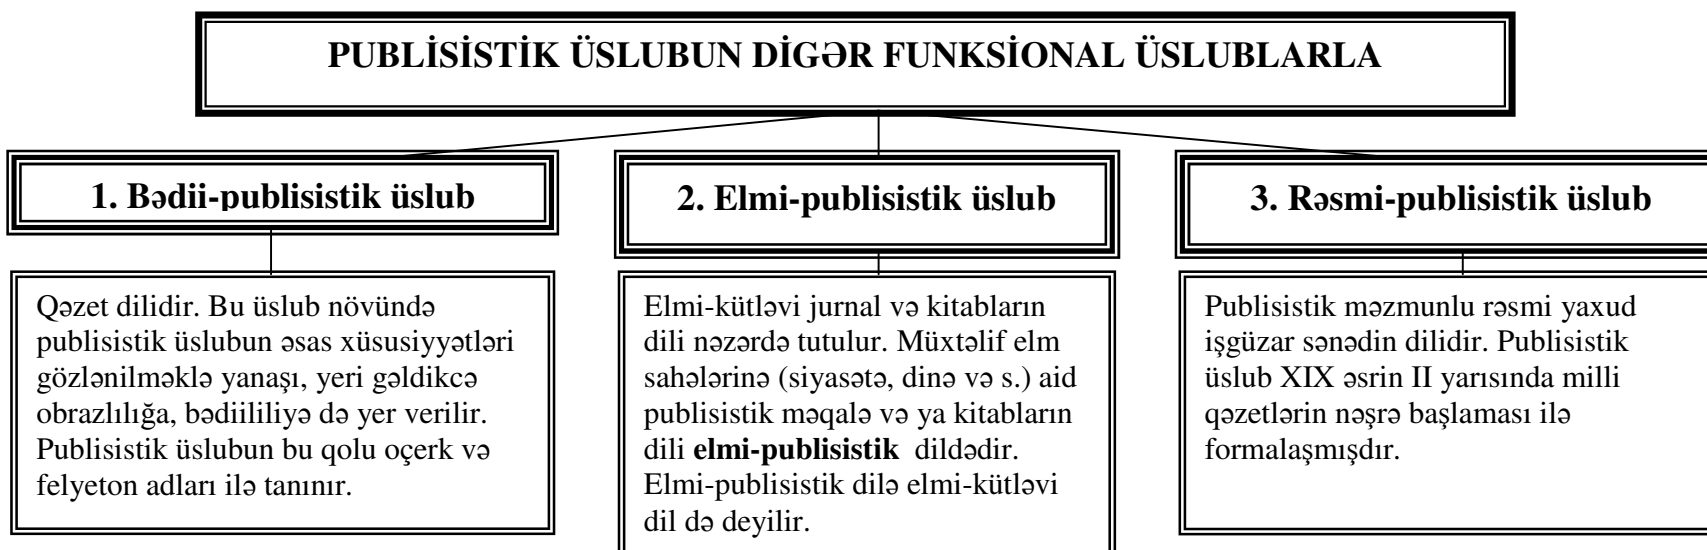 PUBLİSİSTİK ÜSLUBUN DİGƏR FUNKSİONAL ÜSLUBLARLA
1. Bədii-publisistik üslub
Qəzet dilidir. Bu üslub növündə
publisistik üslubun əsas xüsusiyyətləri
gözlənilməklə yanaşı, yeri gəldikcə
obrazlılığa, bədiililiyə də yer verilir.
Publisistik üslubun bu qolu oçerk və
felyeton adları ilə tanınır.
2. Elmi-publisistik üslub
Elmi-kütləvi jurnal və kitabların
dili nəzərdə tutulur. Müxtəlif elm
sahələrinə (siyasətə, dinə və s.) aid
publisistik məqalə və ya kitabların
dili elmi-publisistik dildədir.
Elmi-publisistik dilə elmi-kütləvi
dil də deyilir.
3. Rəsmi-publisistik üslub
Publisistik məzmunlu rəsmi yaxud
işgüzar sənədin dilidir. Publisistik
üslub XIX əsrin II yarısında milli
qəzetlərin nəşrə başlaması ilə
formalaşmışdır.